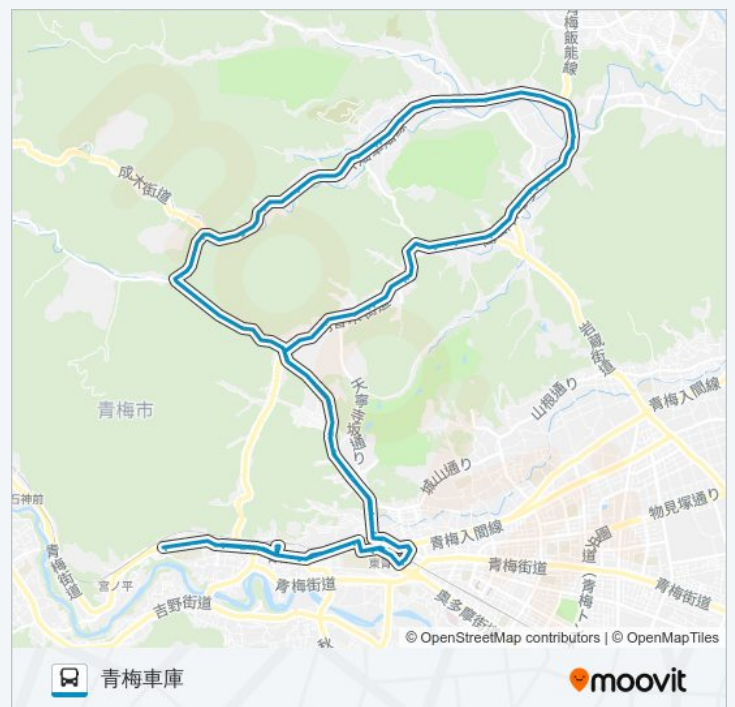 青梅飯能線
成木街道
岩蔵街道
青梅市
天寧寺坂通り
山根通り
青梅入間線
城山通り
物見塚通り
石神前
青梅街道
青梅入間線
宮ノ平
青梅街道
青梅街道
青梅街道
吉野街道
奥多摩街
秋
© OpenStreetMap contributors | © OpenMapTiles
青梅車庫
moovit